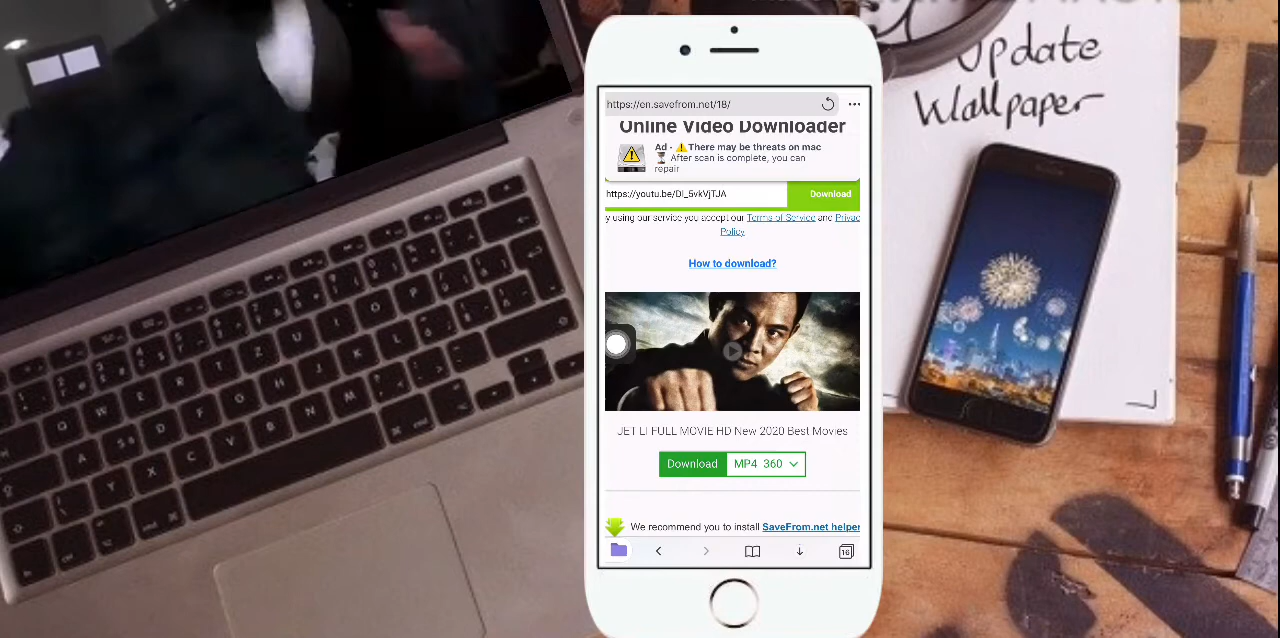 Update
Wallpaper
https://en.savefrom.net/18/
Online Video Downloader
Ad - ⚠There may be threats on mac
⏳ After scan is complete, you can
repair
https://youtu.be/DI_5vkVjTJA
Download
y using our service you accept our Terms of Service and Privac
Policy
How to download?
JET LI FULL MOVIE HD New 2020 Best Movies
Download MP4 360
We recommend you to install SaveFrom.net helper
16